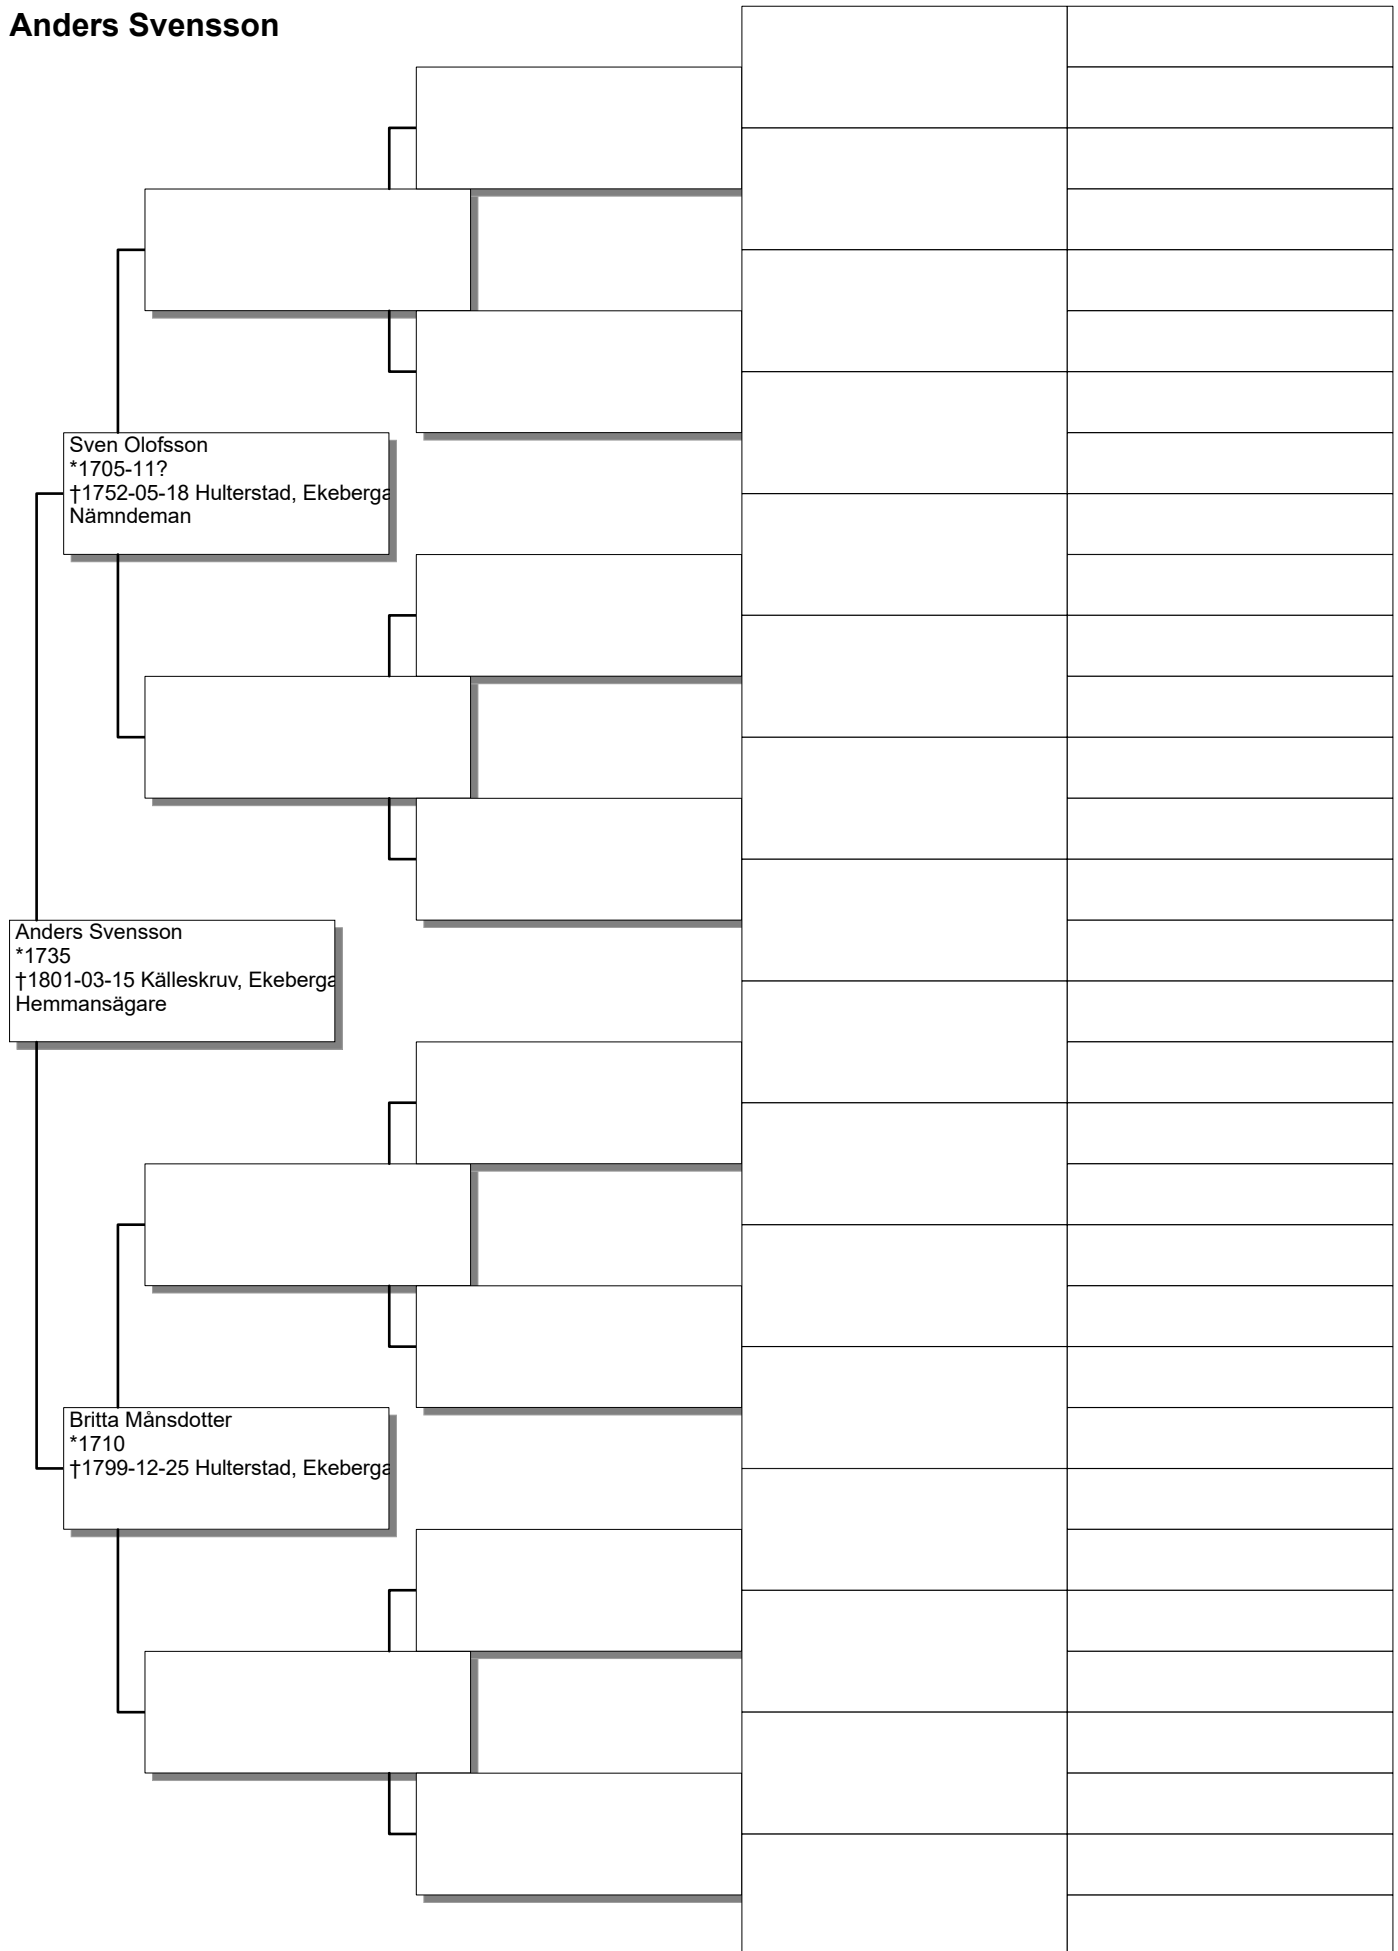 Anders Svensson
Sven Olofsson
*1705-11?
†1752-05-18 Hulterstad, Ekeberga
Nämndeman
Anders Svensson
*1735
†1801-03-15 Källeskruv, Ekeberga
Hemmansägare
Britta Månsdotter
*1710
†1799-12-25 Hulterstad, Ekeberga